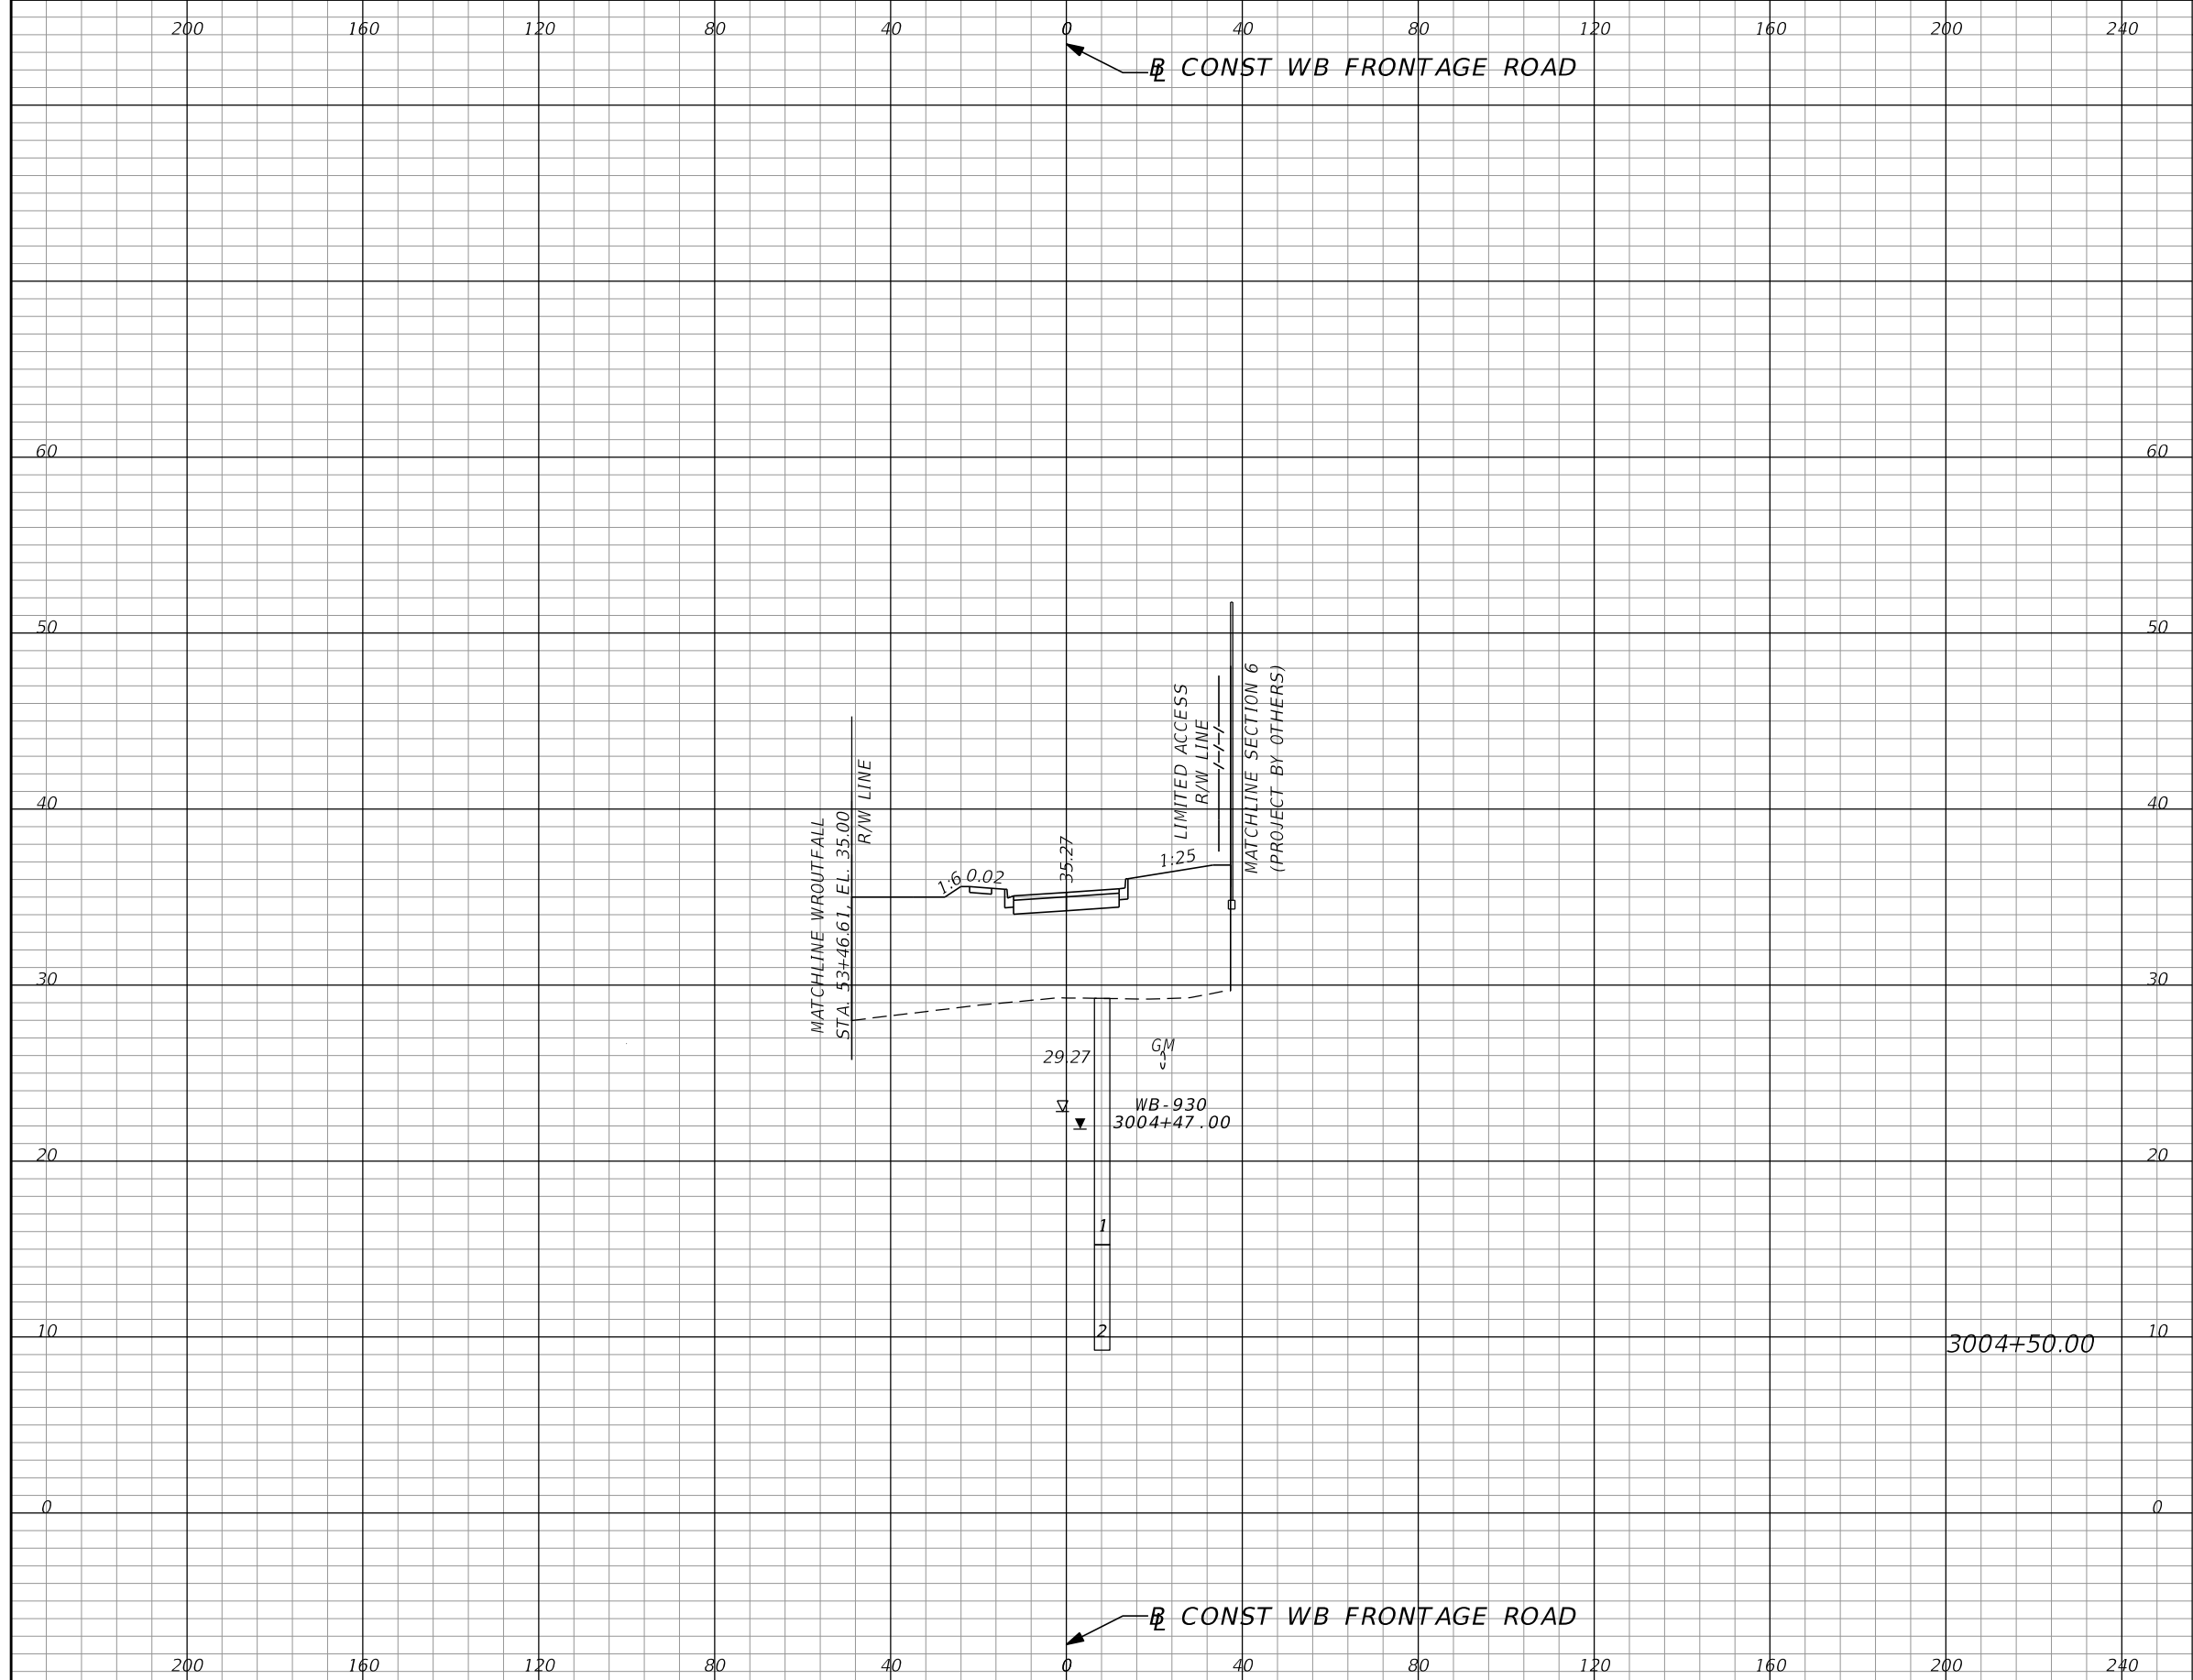 200 160 120 80 40 0 40 80 120 160 200 240
BL CONST WB FRONTAGE ROAD
60 60
50 50
40 40
MATCHLINE WROUTFALL
STA. 53+46.61, EL. 35.00
R/W LINE
1:6
0.02
35.27
1:25
LIMITED ACCESS
R/W LINE
MATCHLINE SECTION 6
(PROJECT BY OTHERS)
30 30
29.27
GM
WB-930
3004+47.00
20 20
1
2
10 10
3004+50.00
0 0
BL CONST WB FRONTAGE ROAD
200 160 120 80 40 0 40 80 120 160 200 240